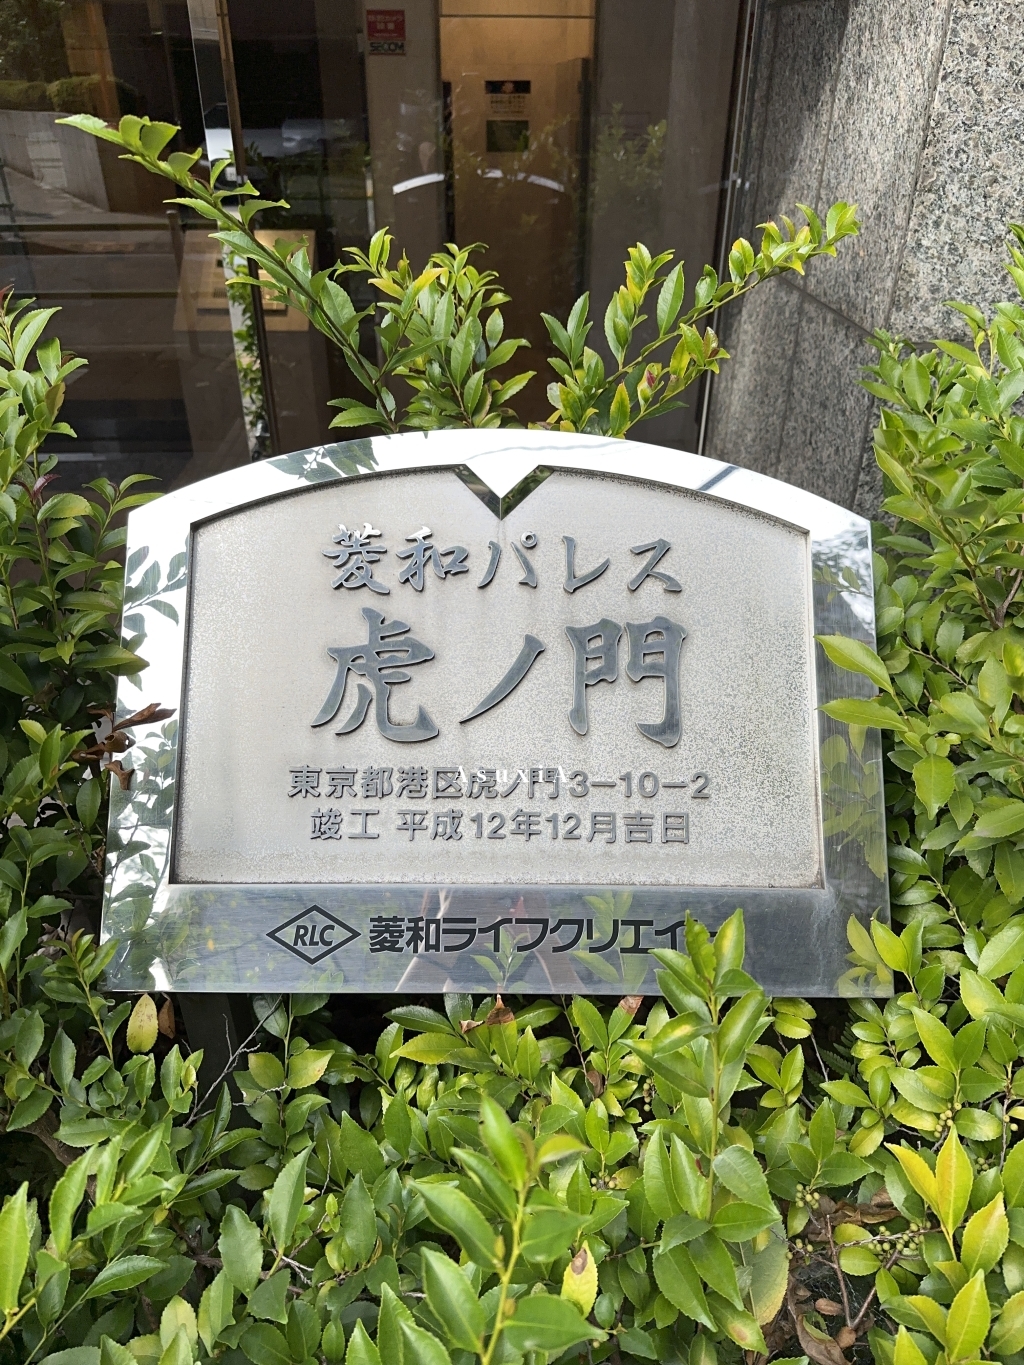 SECOM
菱和パレス
虎ノ門
東京都港区虎ノ門3-10-2
竣工 平成12年12月吉日
RLC 菱和ライフクリエイ